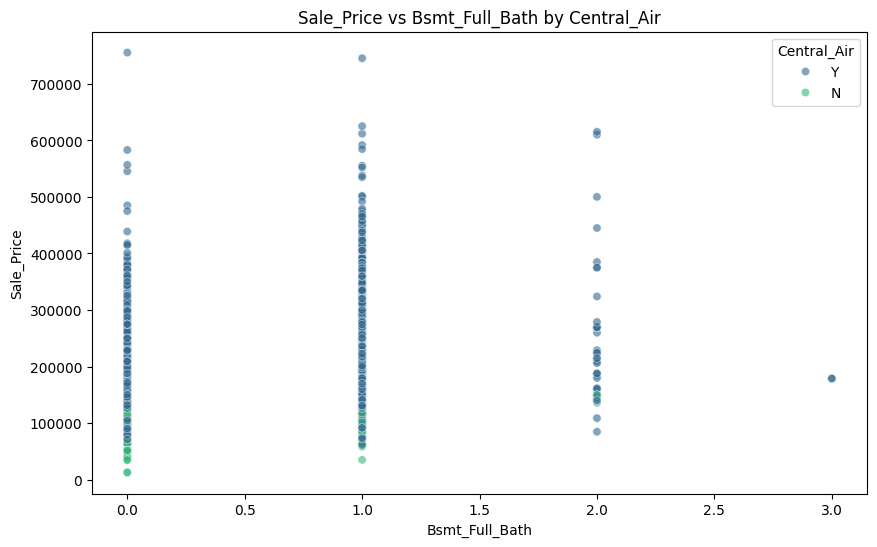 Sale_Price vs Bsmt_Full_Bath by Central_Air
Central_Air
Y
N
Sale_Price
700000
600000
500000
400000
300000
200000
100000
0
0.0 0.5 1.0 1.5 2.0 2.5 3.0
Bsmt_Full_Bath